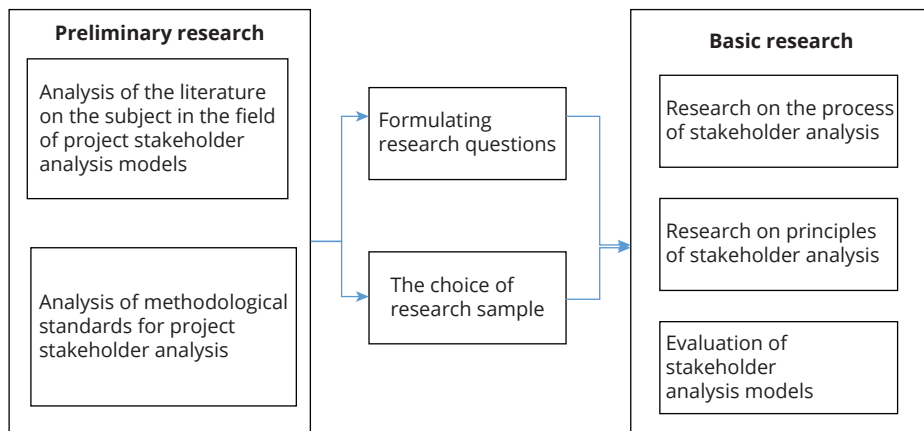 Preliminary research
Analysis of the literature
on the subject in the field
of project stakeholder
analysis models
Analysis of methodological
standards for project
stakeholder analysis
Formulating
research questions
The choice of
research sample
Basic research
Research on the process
of stakeholder analysis
Research on principles
of stakeholder analysis
Evaluation of
stakeholder
analysis models